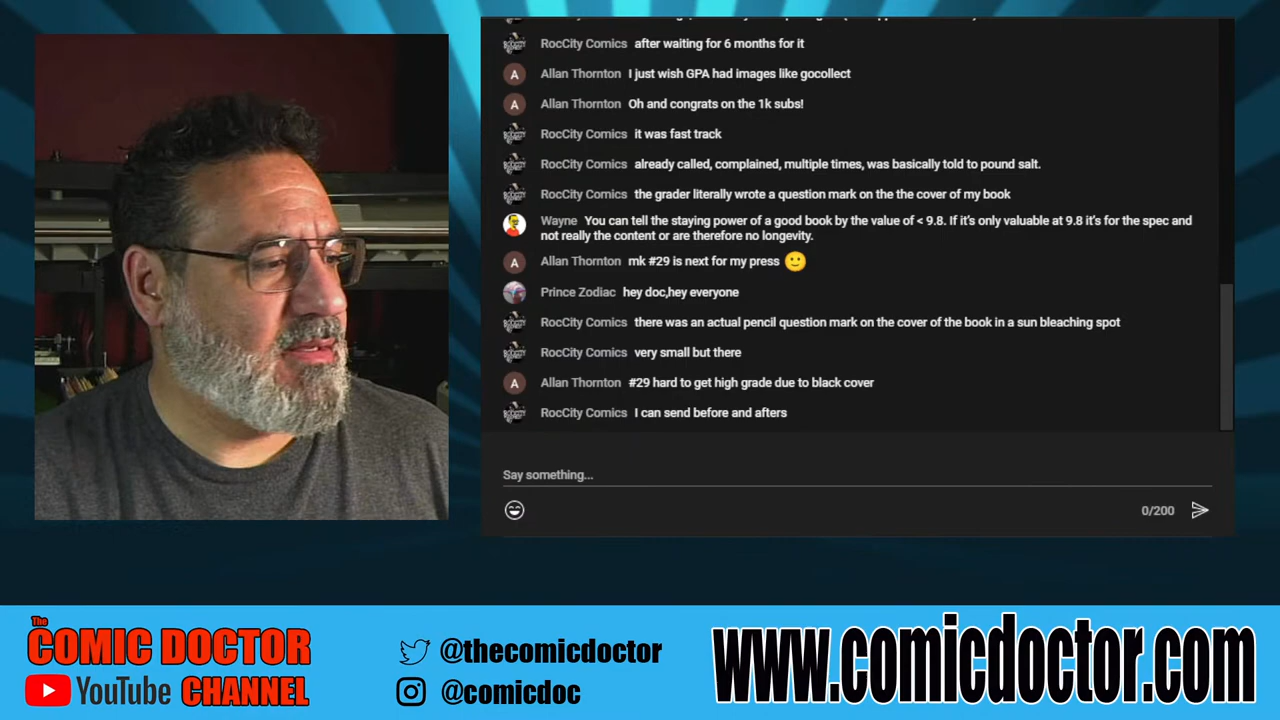 RocCity Comics after waiting for 6 months for it
Allan Thornton I just wish GPA had images like gocollect
Allan Thornton Oh and congrats on the 1k subs!
RocCity Comics it was fast track
RocCity Comics already called, complained, multiple times, was basically told to pound salt.
RocCity Comics the grader literally wrote a question mark on the the cover of my book
Wayne You can tell the staying power of a good book by the value of < 9.8. If it's only valuable at 9.8 it's for the spec and
not really the content or are therefore no longevity.
Allan Thornton mk #29 is next for my press
Prince Zodiac hey doc,hey everyone
RocCity Comics there was an actual pencil question mark on the cover of the book in a sun bleaching spot
RocCity Comics very small but there
Allan Thornton #29 hard to get high grade due to black cover
RocCity Comics I can send before and afters
Say something...
0/200
The
COMIC DOCTOR
YouTube CHANNEL
@thecomicdoctor
@comicdoc
www.comicdoctor.com